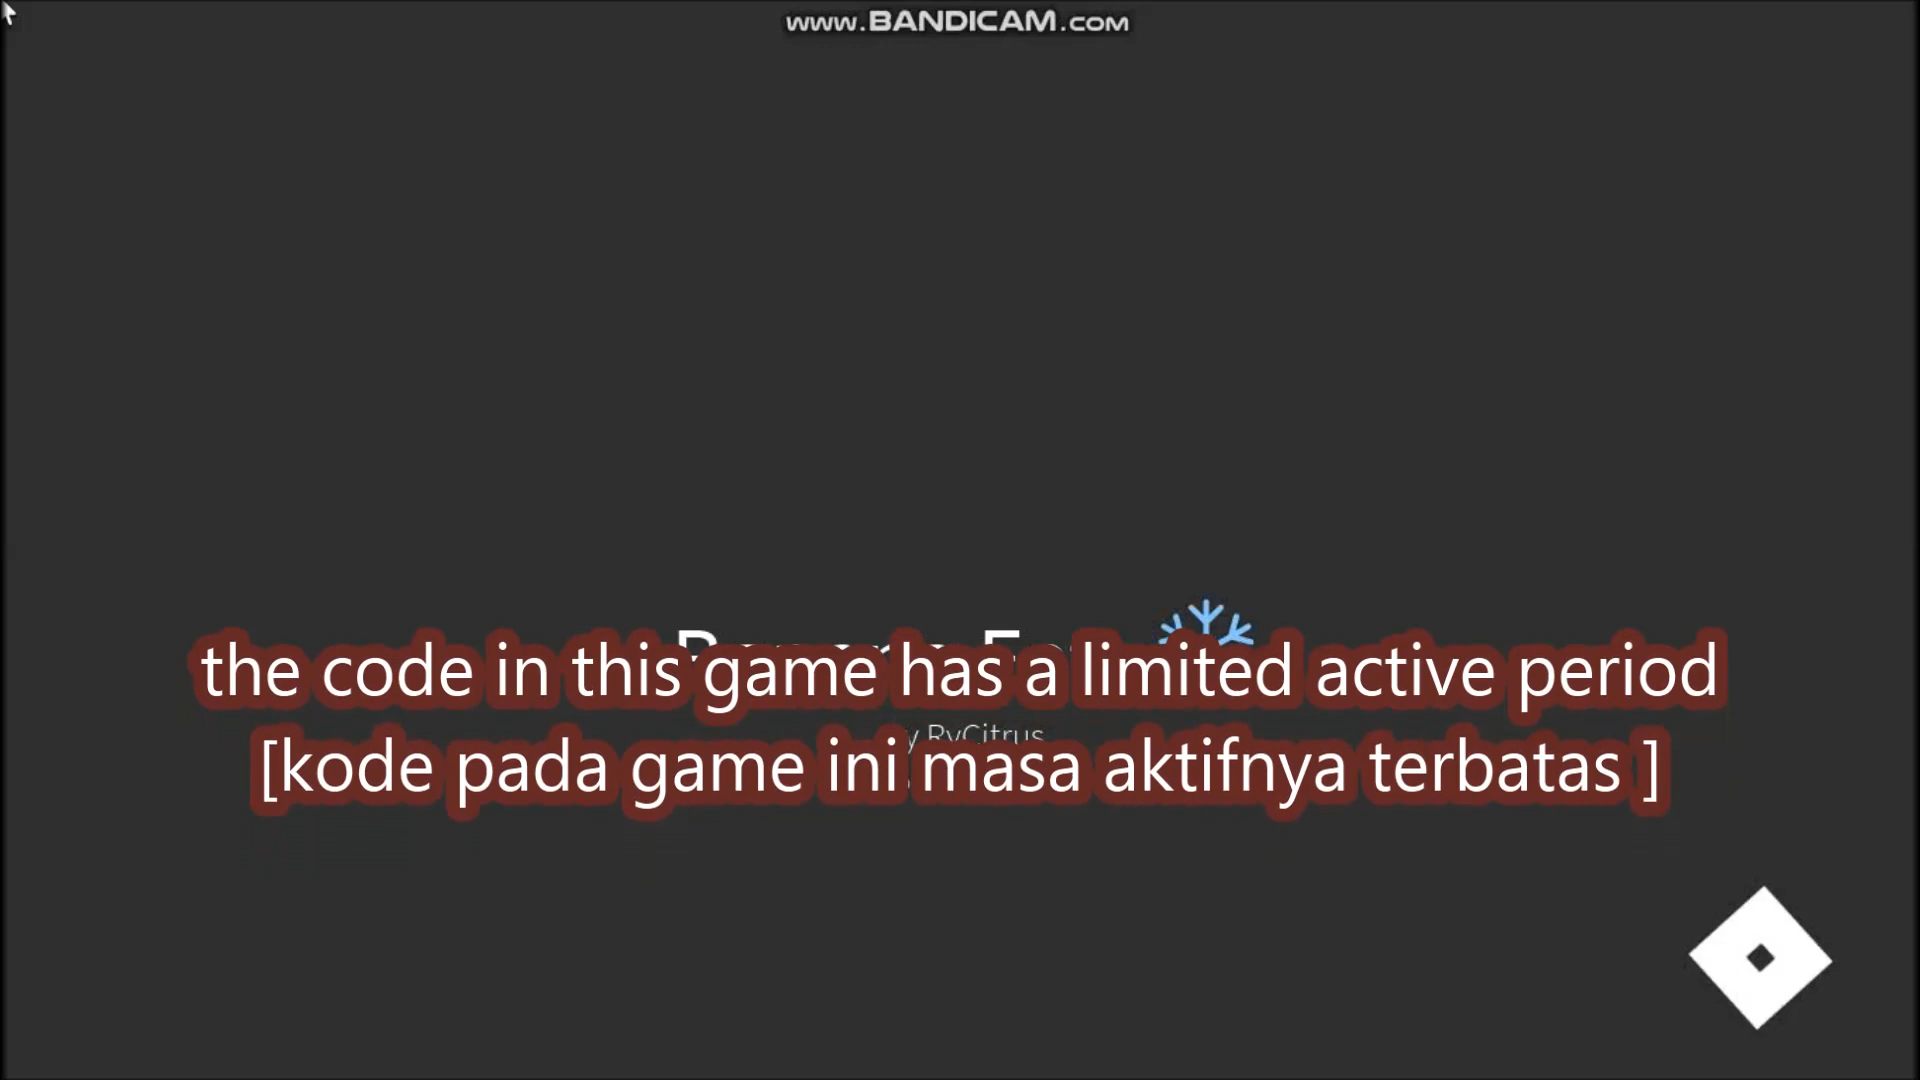 www.BANDICAM.com
the code in this game has a limited active period
y RyCitrus
[kode pada game ini masa aktifnya terbatas ]